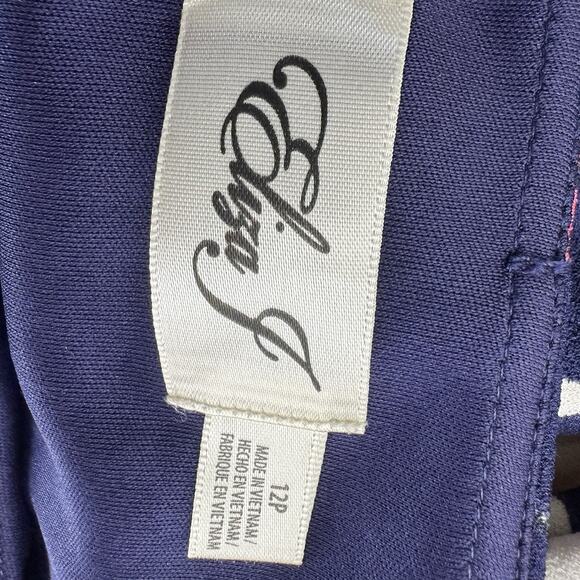 Eliza J
12P
MADE IN VIETNAM /
HECHO EN VIETNAM /
FABRIQUE EN VIETNAM